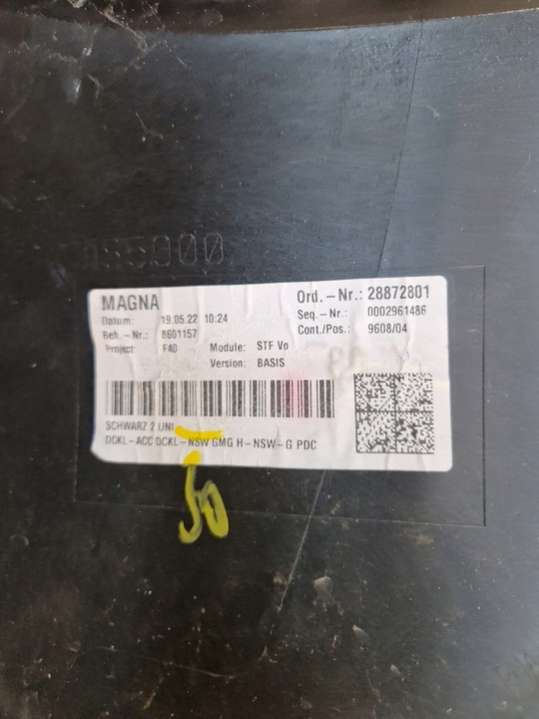 MAGNA
Ord. – Nr.: 28872801
Datum: 19.05.22 10:24
Seq. – Nr.: 0002961486
Beh. – Nr.: 8601157
Cont./Pos.: 9608/04
Project: F40
Module: STF Vo
Version: BASIS
SCHWARZ 2 UNI
DCKL – ACC DCKL – NSW GMG H – NSW – G PDC
50